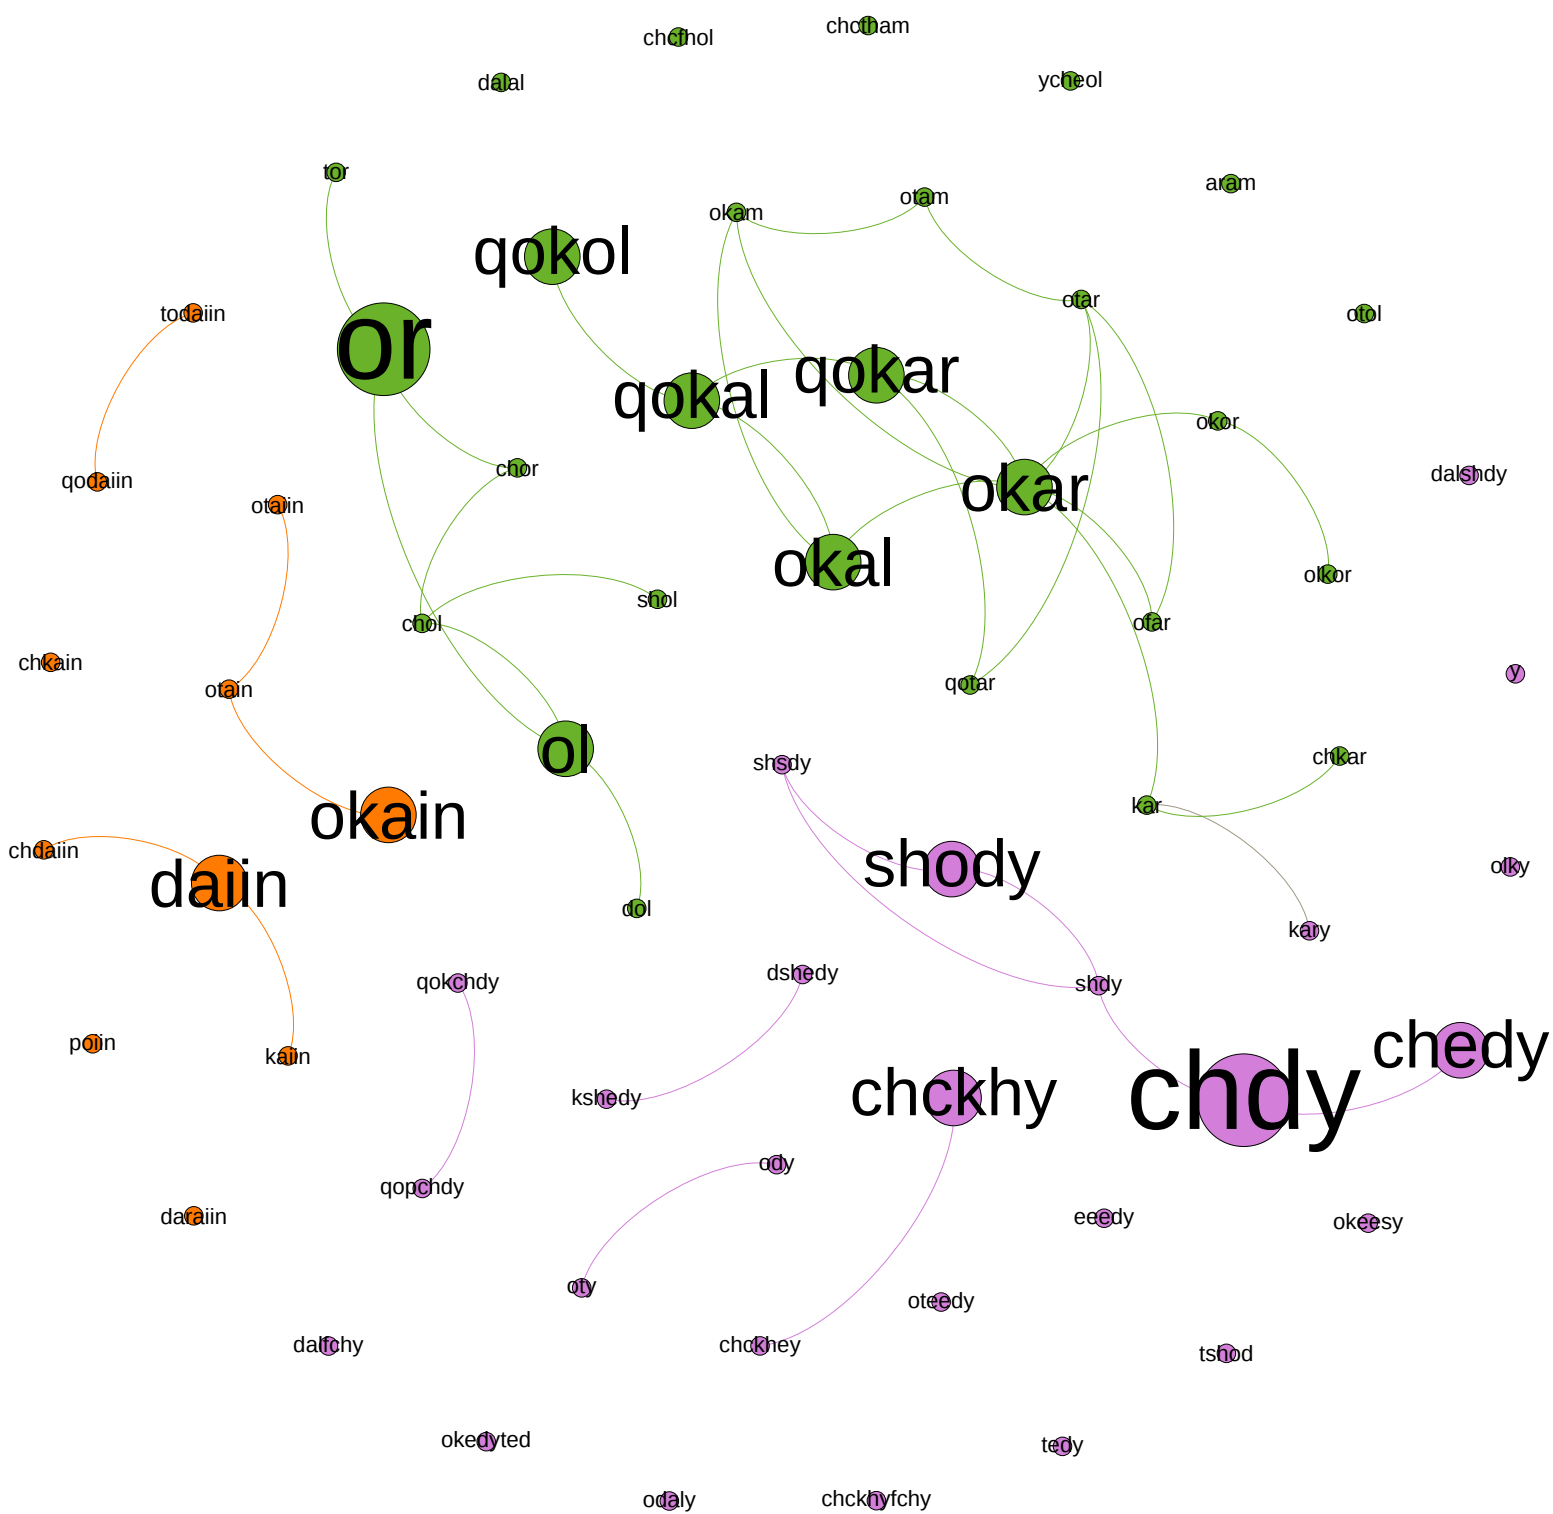 chctham
chcfhol
dalal
ycheol
tor
aram
otam
okam
qokol
otar
todaiin
otol
or
qokar
qokal
okor
chor
dalshdy
qodaiin
okar
otaiin
okal
olkor
shol
chol
ofar
chkain
y
qotar
otain
ol
chkar
shsdy
kar
okain
chdaiin
shody
olky
daiin
dol
kary
dshedy
qokchdy
shdy
poiin
chedy
kaiin
kshedy
chckhy
chdy
ody
qopchdy
daraiin
eeedy
okeesy
oty
oteedy
dalfchy
chckhey
tshod
okedyted
tedy
odaly
chckhyfchy